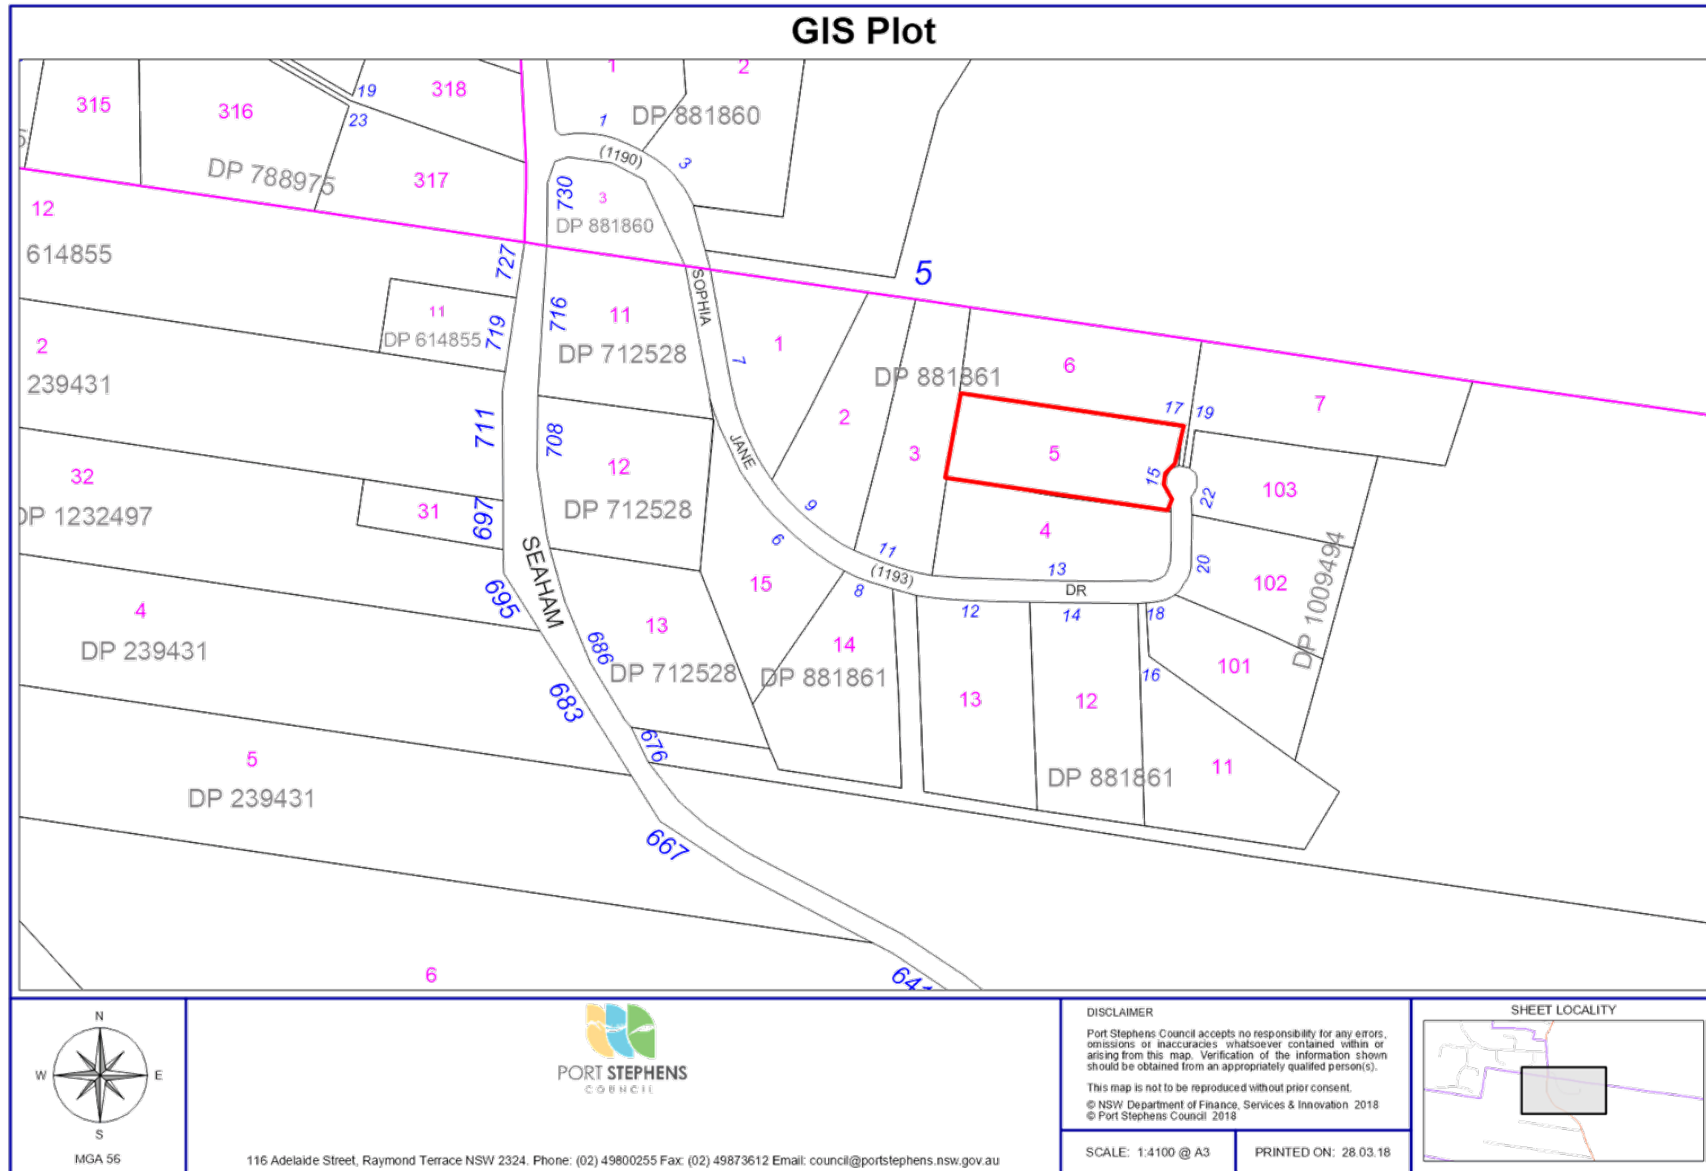 GIS Plot
315
316
19
318
23
1
2
1
DP 881860
(1190)
3
DP 788975
317
730
3
DP 881860
12
614855
727
5
SOPHIA
11
DP 614855
719
716
11
DP 712528
1
7
2
239431
DP 881861
6
17
19
7
2
3
5
15
711
708
JANE
12
DP 712528
9
6
103
22
32
DP 1232497
31
697
SEAHAM
11
(1193)
8
4
13
DR
20
102
DP 1009494
695
15
12
14
18
4
DP 239431
13
DP 712528
686
14
DP 881861
16
101
683
13
12
DP 881861
11
676
5
DP 239431
667
6
N
W
E
S
MGA 56
PORT STEPHENS
COUNCIL
116 Adelaide Street, Raymond Terrace NSW 2324. Phone: (02) 49800255 Fax: (02) 49873612 Email: council@portstephens.nsw.gov.au
DISCLAIMER
Port Stephens Council accepts no responsibility for any errors,
omissions or inaccuracies whatsoever contained within or
arising from this map. Verification of the information shown
should be obtained from an appropriately qualifed person(s).
This map is not to be reproduced without prior consent.
© NSW Department of Finance, Services & Innovation 2018
© Port Stephens Council 2018
SCALE: 1:4100 @ A3
PRINTED ON: 28.03.18
SHEET LOCALITY